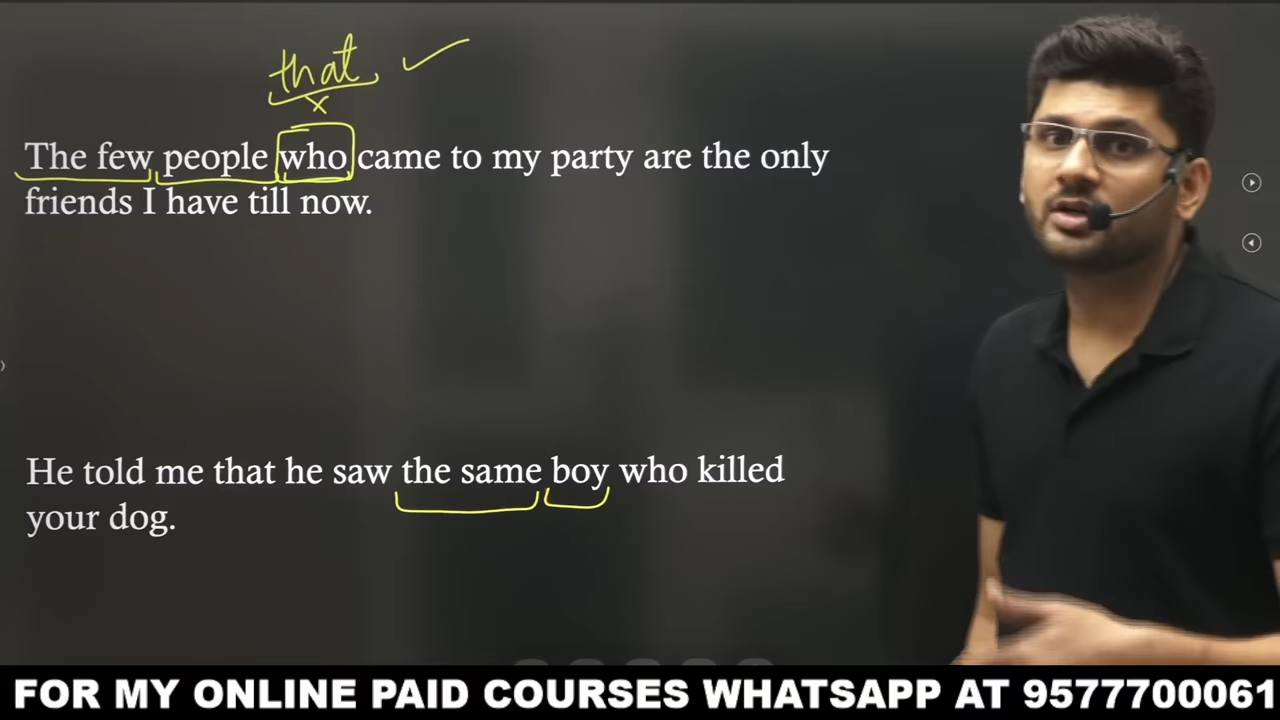 that
The few people who came to my party are the only
friends I have till now.
He told me that he saw the same boy who killed
your dog.
FOR MY ONLINE PAID COURSES WHATSAPP AT 9577700061